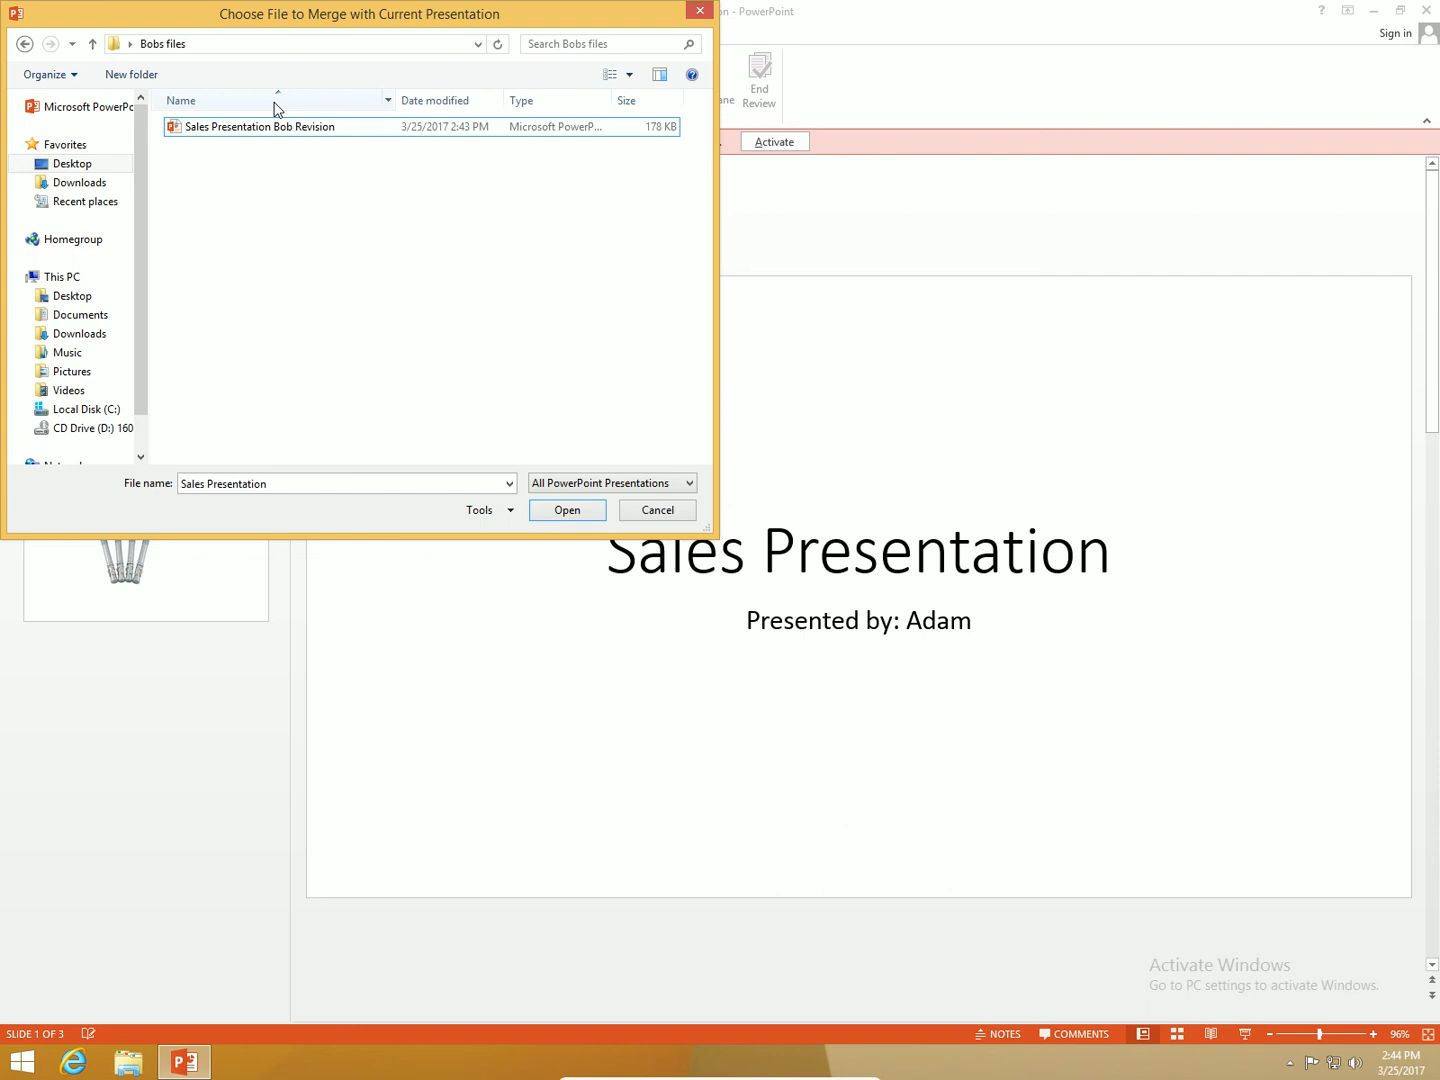 Choose File to Merge with Current Presentation
on - PowerPoint
Sign in
Bobs files
Search Bobs files
Organize
New folder
End
Review
ane
Name
Date modified
Type
Size
Microsoft PowerPc
Sales Presentation Bob Revision
3/25/2017 2:43 PM
Microsoft PowerP...
178 KB
Activate
Favorites
Desktop
Downloads
Recent places
Homegroup
This PC
Desktop
Documents
Downloads
Music
Pictures
Videos
Local Disk (C:)
CD Drive (D:) 160
File name:
Sales Presentation
All PowerPoint Presentations
Tools
Open
Cancel
Sales Presentation
Presented by: Adam
Activate Windows
Go to PC settings to activate Windows.
SLIDE 1 OF 3
NOTES
COMMENTS
96%
2:44 PM
3/25/2017